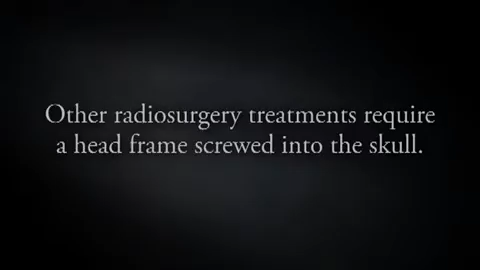 Other radiosurgery treatments require
a head frame screwed into the skull.